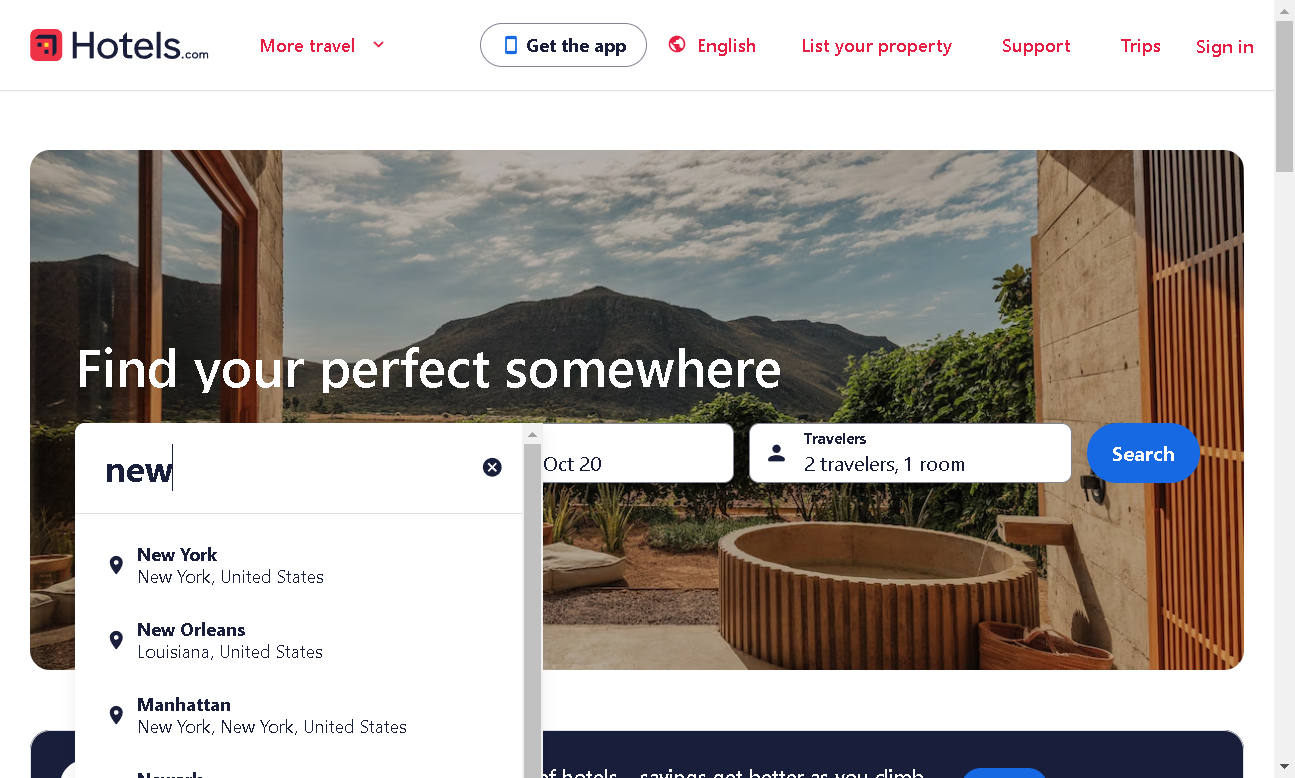 Hotels.com
More travel
Get the app
English
List your property
Support
Trips
Sign in
Find your perfect somewhere
new
Oct 20
Travelers
2 travelers, 1 room
Search
New York
New York, United States
New Orleans
Louisiana, United States
Manhattan
New York, New York, United States
Newark
of hotels – savings get better as you climb